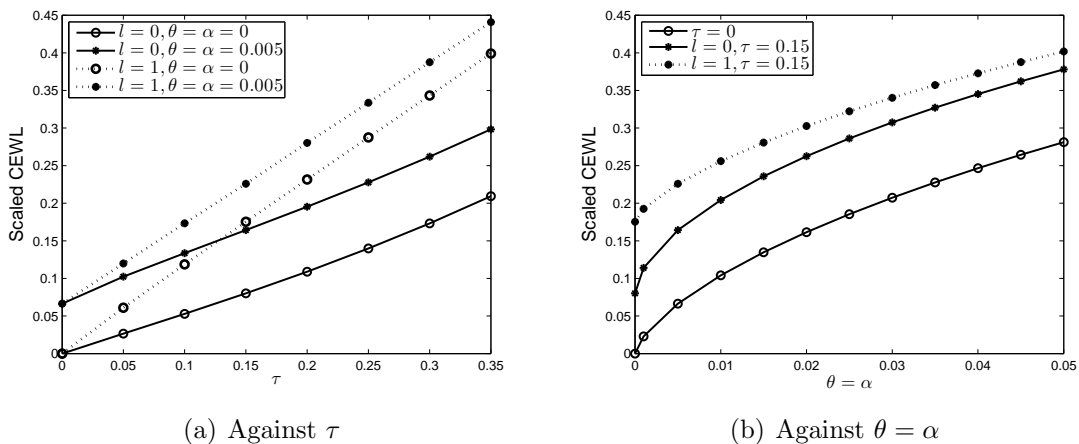 Scaled CEWL
0.45
0.4
0.35
0.3
0.25
0.2
0.15
0.1
0.05
0
l = 0, θ = α = 0
l = 0, θ = α = 0.005
l = 1, θ = α = 0
l = 1, θ = α = 0.005
0 0.05 0.1 0.15 0.2 0.25 0.3 0.35
τ
(a) Against τ
Scaled CEWL
0.45
0.4
0.35
0.3
0.25
0.2
0.15
0.1
0.05
0
τ = 0
l = 0, τ = 0.15
l = 1, τ = 0.15
0 0.01 0.02 0.03 0.04 0.05
θ = α
(b) Against θ = α